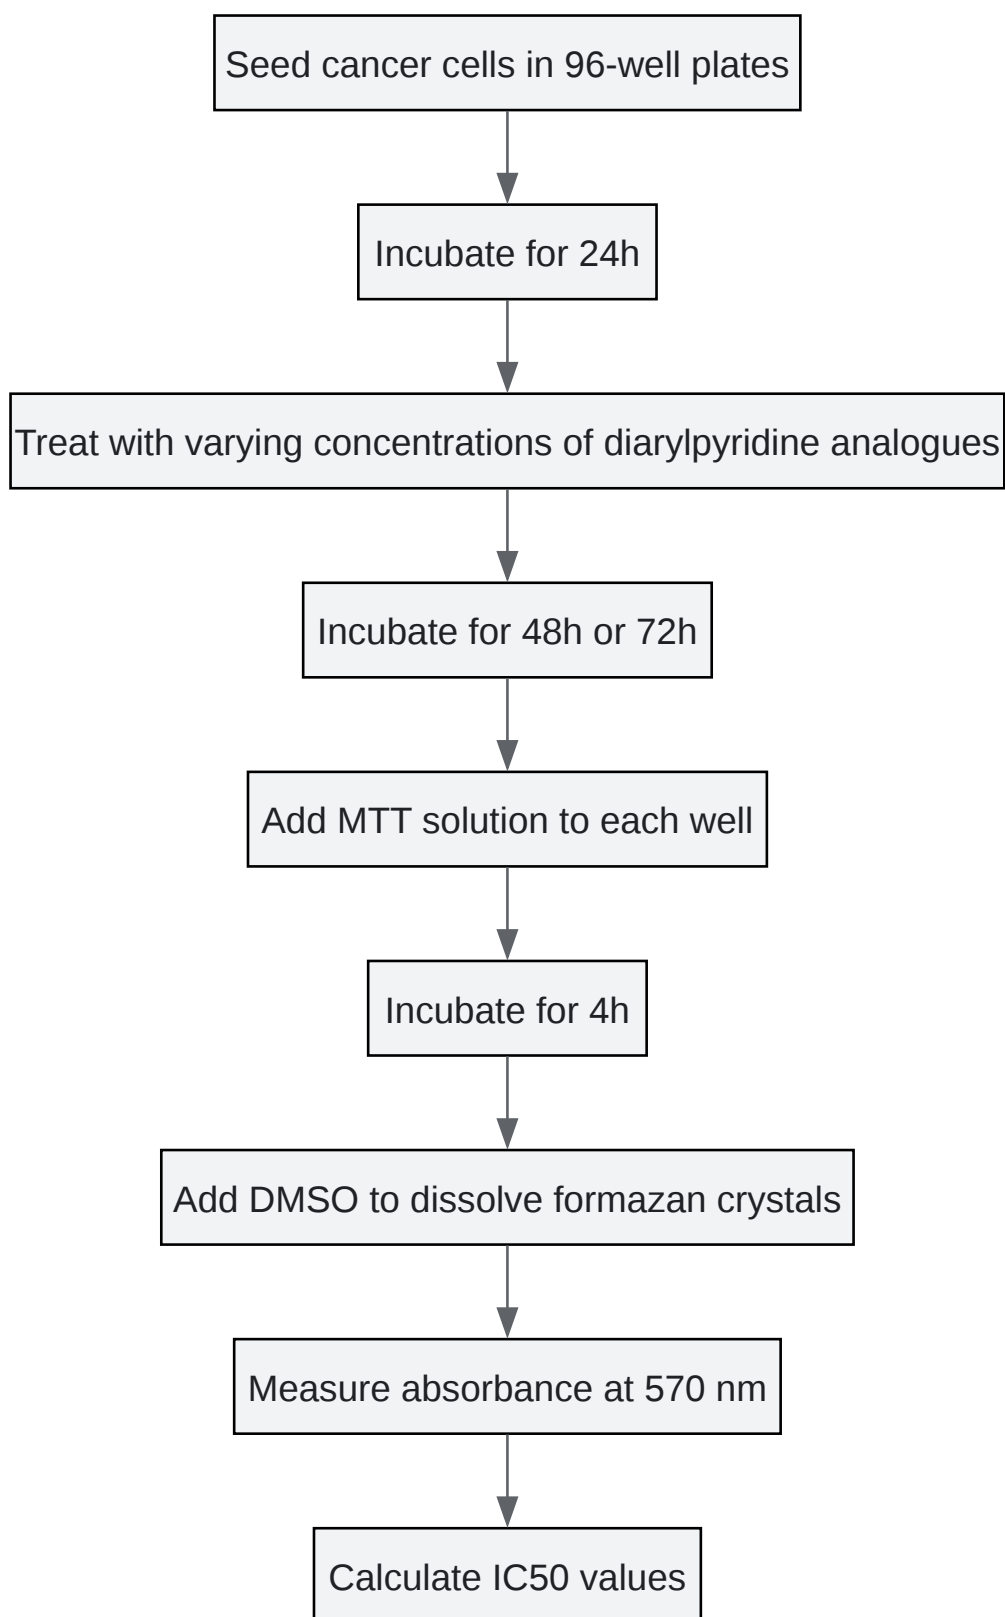 Seed cancer cells in 96-well plates
Incubate for 24h
Treat with varying concentrations of diarylpyridine analogues
Incubate for 48h or 72h
Add MTT solution to each well
Incubate for 4h
Add DMSO to dissolve formazan crystals
Measure absorbance at 570 nm
Calculate IC50 values